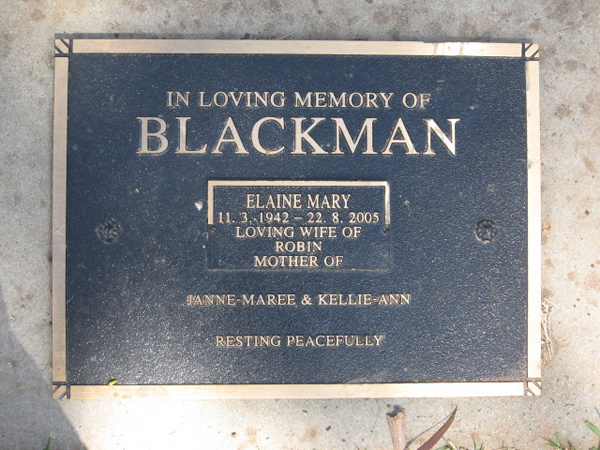 IN LOVING MEMORY OF
BLACKMAN
ELAINE MARY
11. 3. 1942 – 22. 8. 2005
LOVING WIFE OF
ROBIN
MOTHER OF
JANNE-MAREE & KELLIE-ANN
RESTING PEACEFULLY